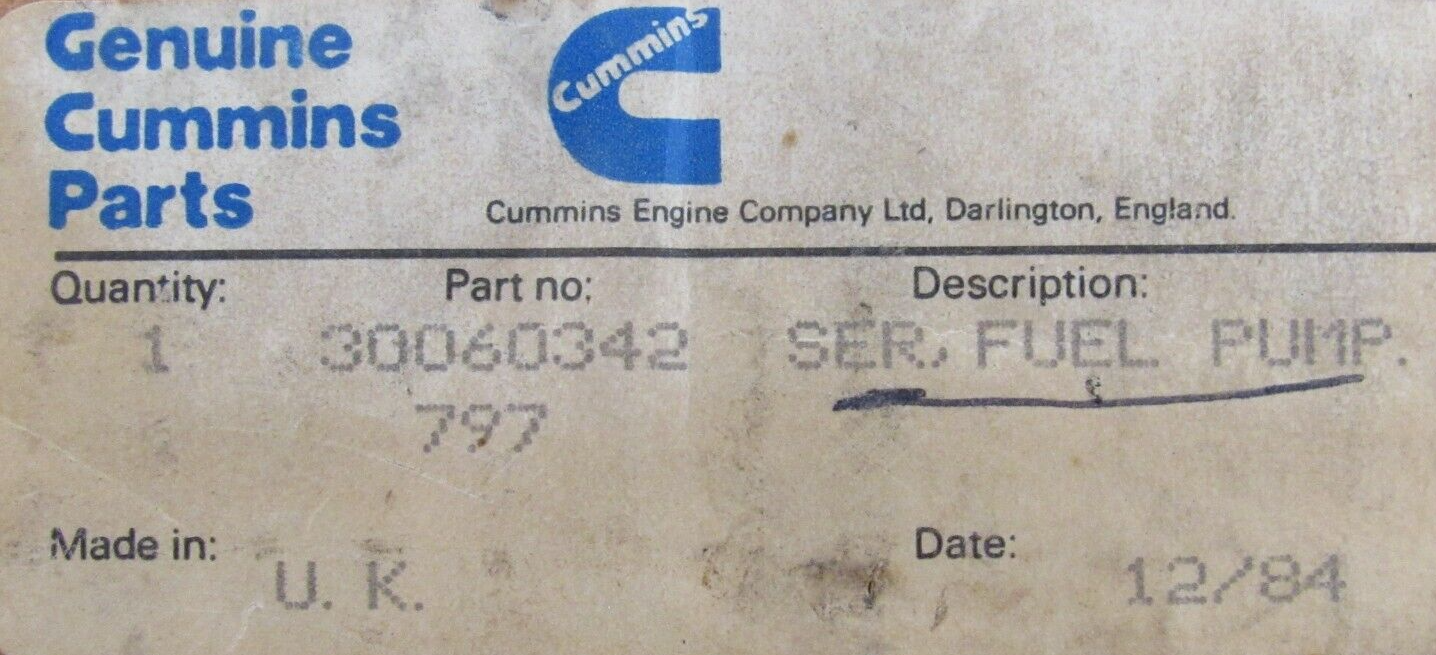 Genuine
Cummins
Parts
Cummins
Cummins Engine Company Ltd, Darlington, England.
Quantity: Part no: Description:
1 30060342 SER. FUEL PUMP.
797
Made in: Date:
U. K. 12/84